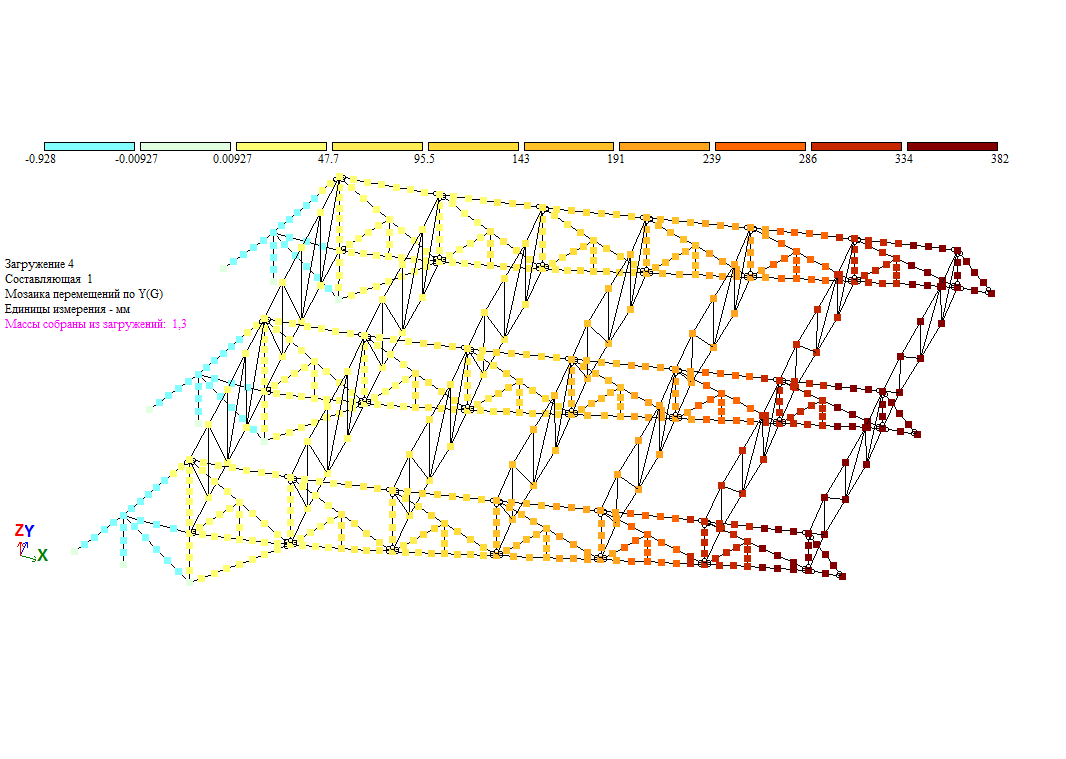 -0.928 -0.00927 0.00927 47.7 95.5 143 191 239 286 334 382
Загружение 4
Составляющая 1
Мозаика перемещений по Y(G)
Единицы измерения - мм
Массы собраны из загружений: 1,3
ZY
X